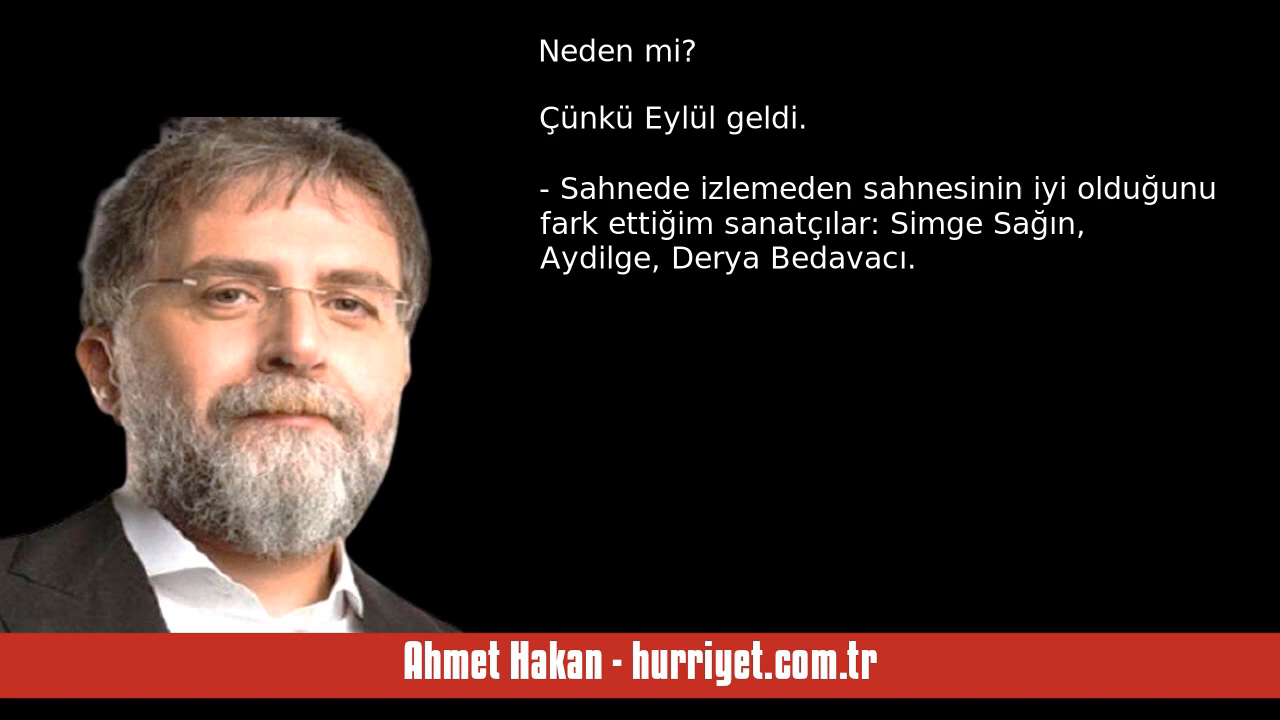 Neden mi?
Çünkü Eylül geldi.
- Sahnede izlemeden sahnesinin iyi olduğunu
fark ettiğim sanatçılar: Simge Sağın,
Aydilge, Derya Bedavacı.
Ahmet Hakan - hurriyet.com.tr